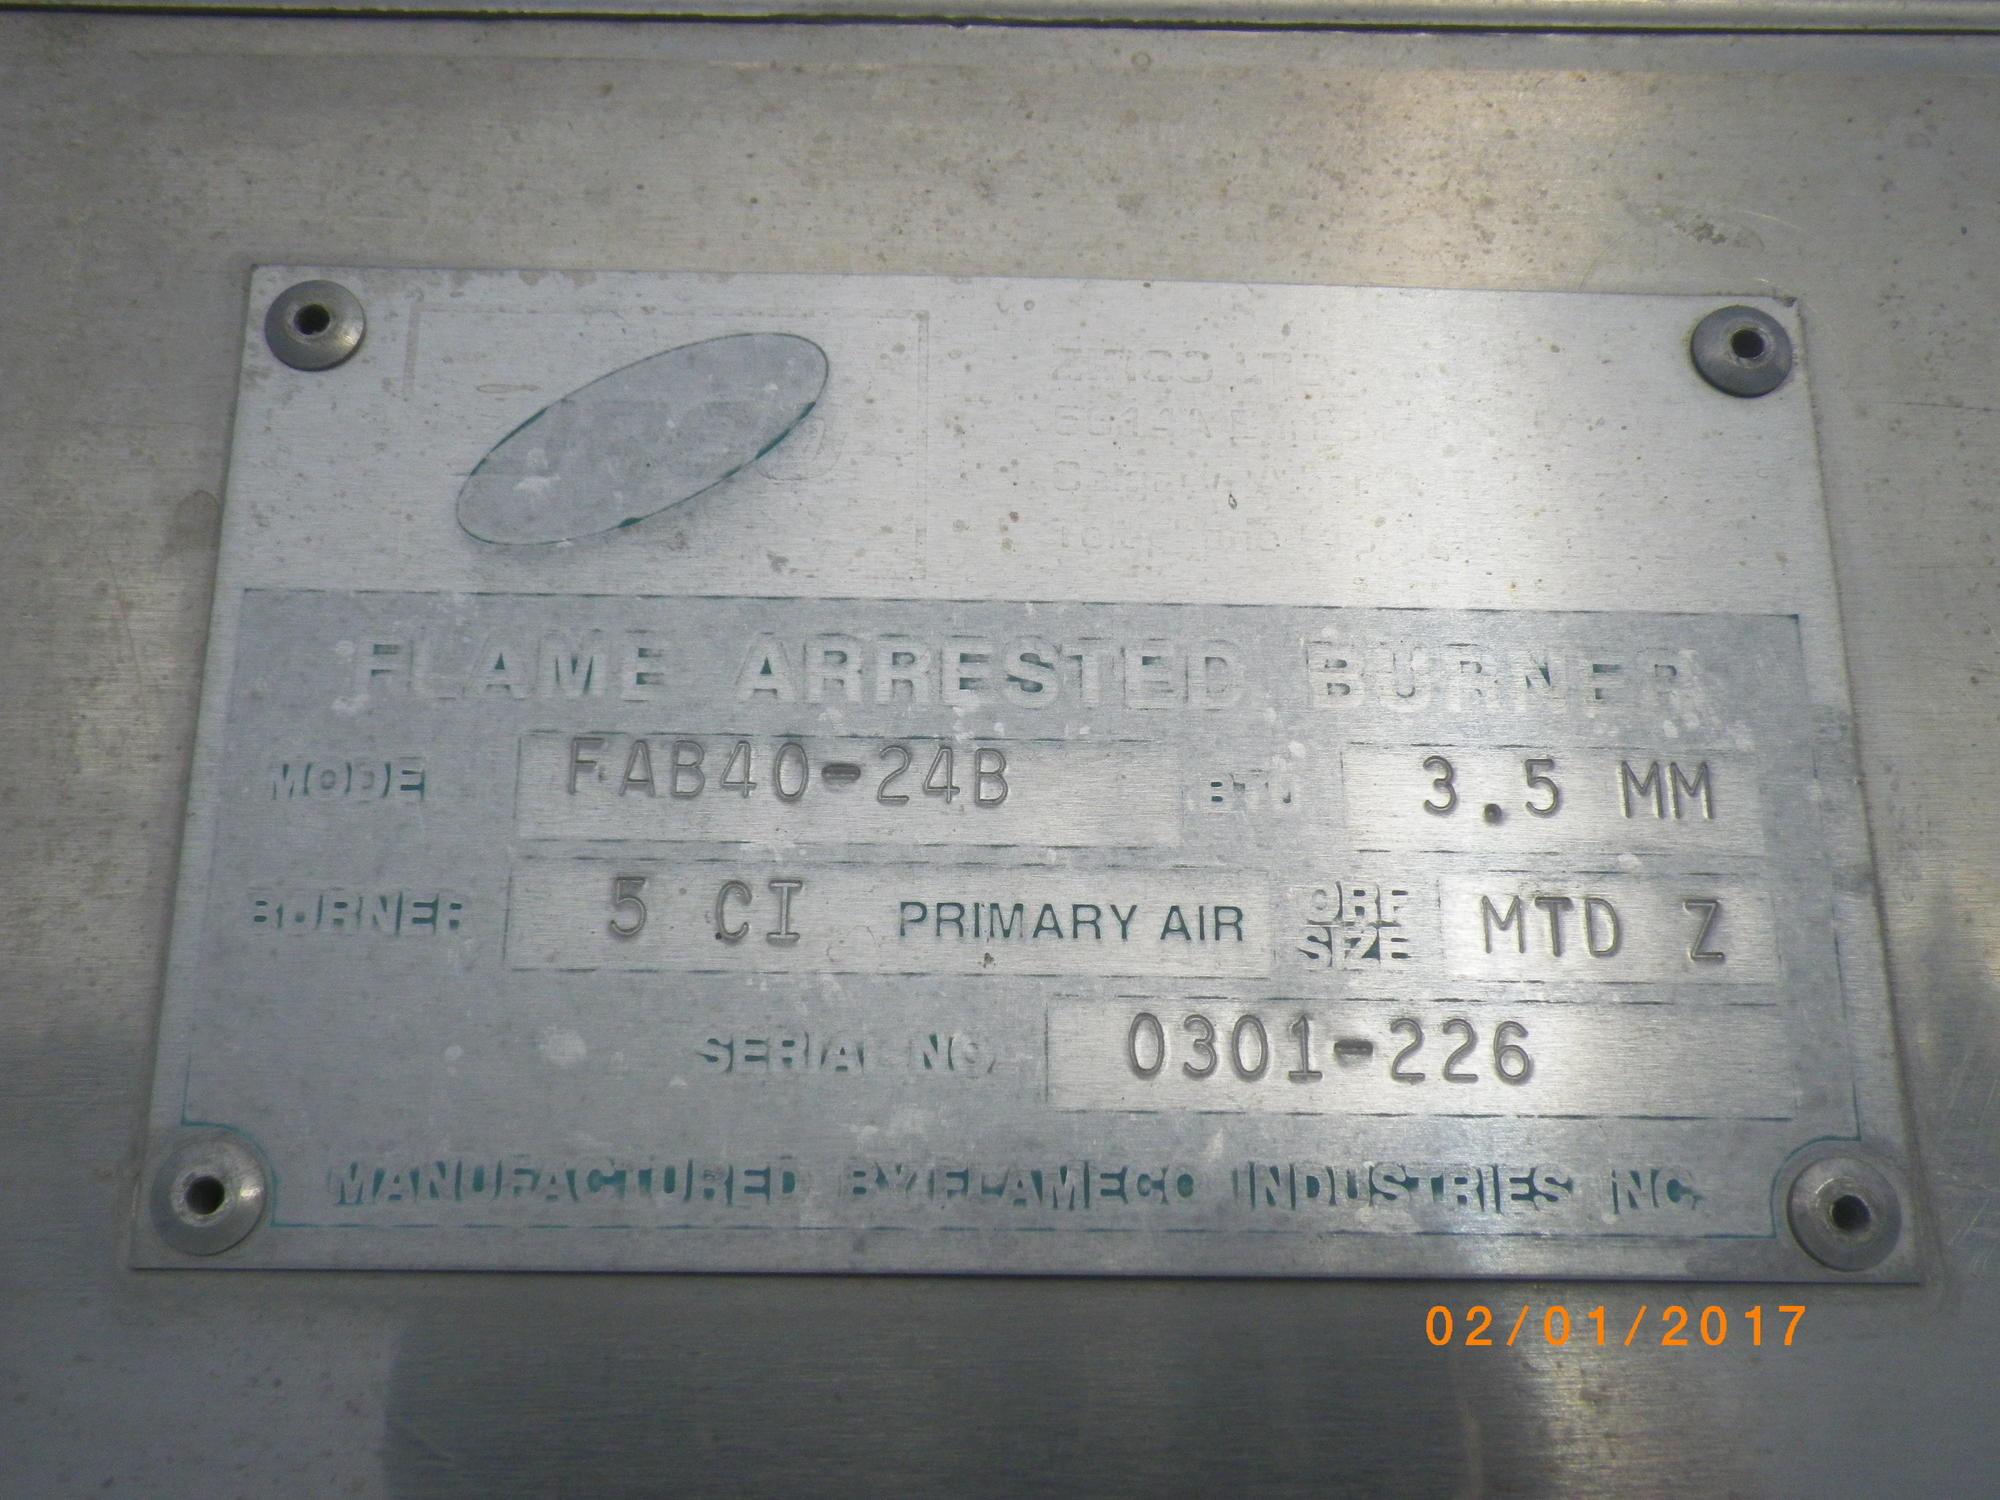 FLAME ARRESTED BURNER
MODEL FAB40-24B BTU 3.5 MM
BURNER 5 CI PRIMARY AIR ORF SIZE MTD Z
SERIAL NO. 0301-226
MANUFACTURED BY FLAMECO INDUSTRIES INC.
02/01/2017